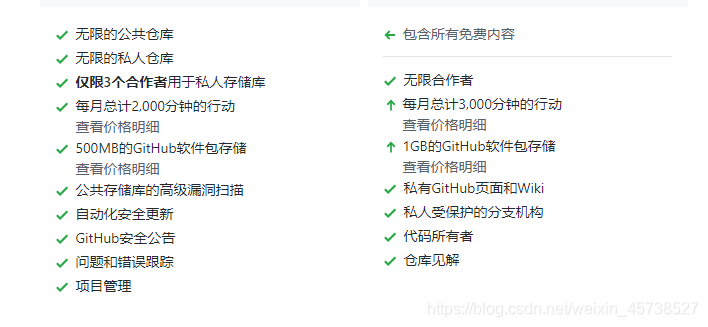 无限的公共仓库
无限的私人仓库
仅限3个合作者用于私人存储库
每月总计2,000分钟的行动
查看价格明细
500MB的GitHub软件包存储
查看价格明细
公共存储库的高级漏洞扫描
自动化安全更新
GitHub安全公告
问题和错误跟踪
项目管理
包含所有免费内容
无限合作者
每月总计3,000分钟的行动
查看价格明细
1GB的GitHub软件包存储
查看价格明细
私有GitHub页面和Wiki
私人受保护的分支机构
代码所有者
仓库见解
https://blog.csdn.net/weixin_45738527